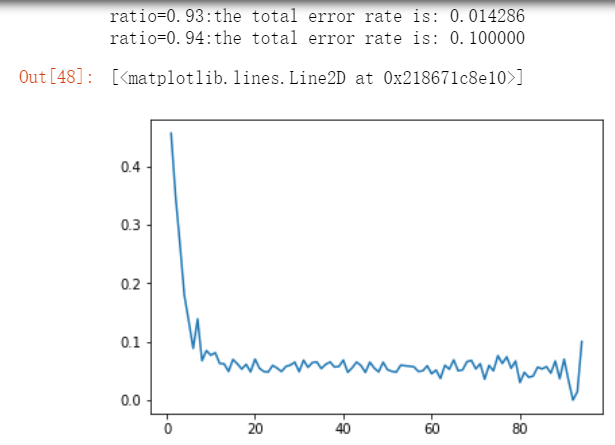 ratio=0.93:the total error rate is: 0.014286
ratio=0.94:the total error rate is: 0.100000
Out[48]: [<matplotlib.lines.Line2D at 0x218671c8e10>]
0.4
0.3
0.2
0.1
0.0
0 20 40 60 80